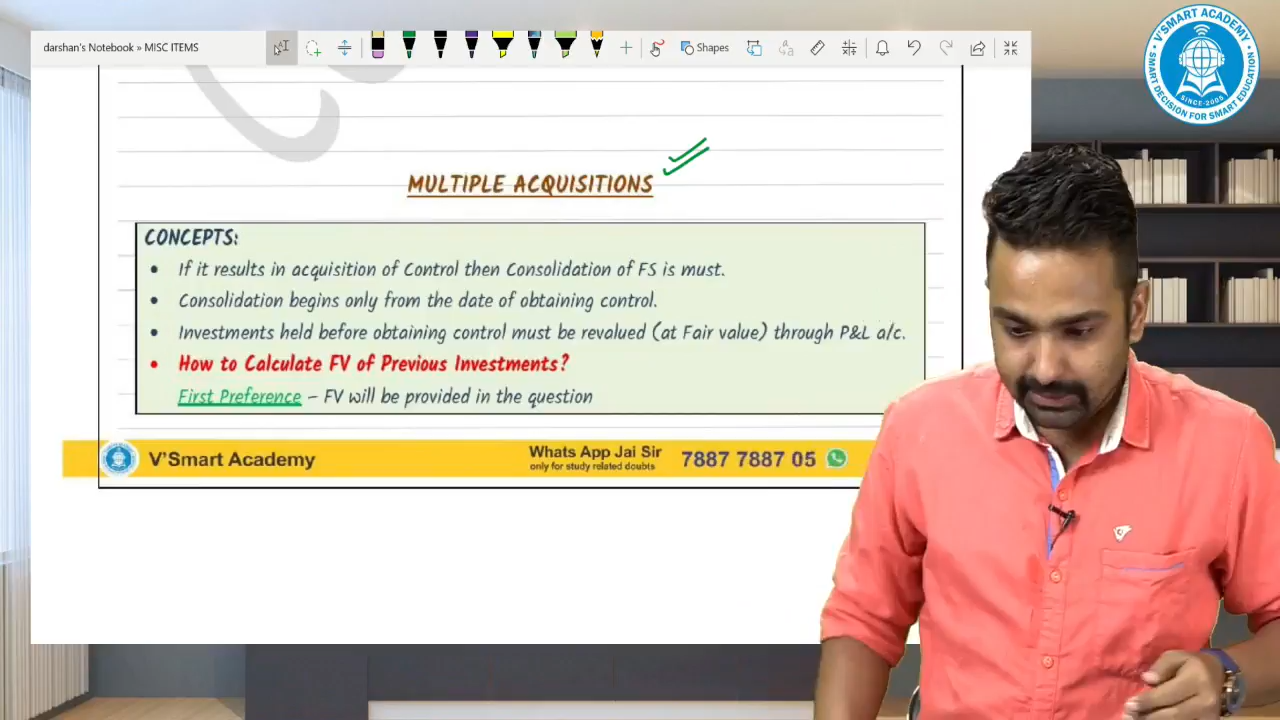 darshan's Notebook » MISC ITEMS
Shapes
V'SMART ACADEMY
SINCE-2005
SMART DECISION FOR SMART EDUCATION
MULTIPLE ACQUISITIONS
CONCEPTS:
• If it results in acquisition of Control then Consolidation of FS is must.
• Consolidation begins only from the date of obtaining control.
• Investments held before obtaining control must be revalued (at Fair value) through P&L a/c.
• How to Calculate FV of Previous Investments?
First Preference – FV will be provided in the question
V'Smart Academy
Whats App Jai Sir
only for study related doubts
7887 7887 05